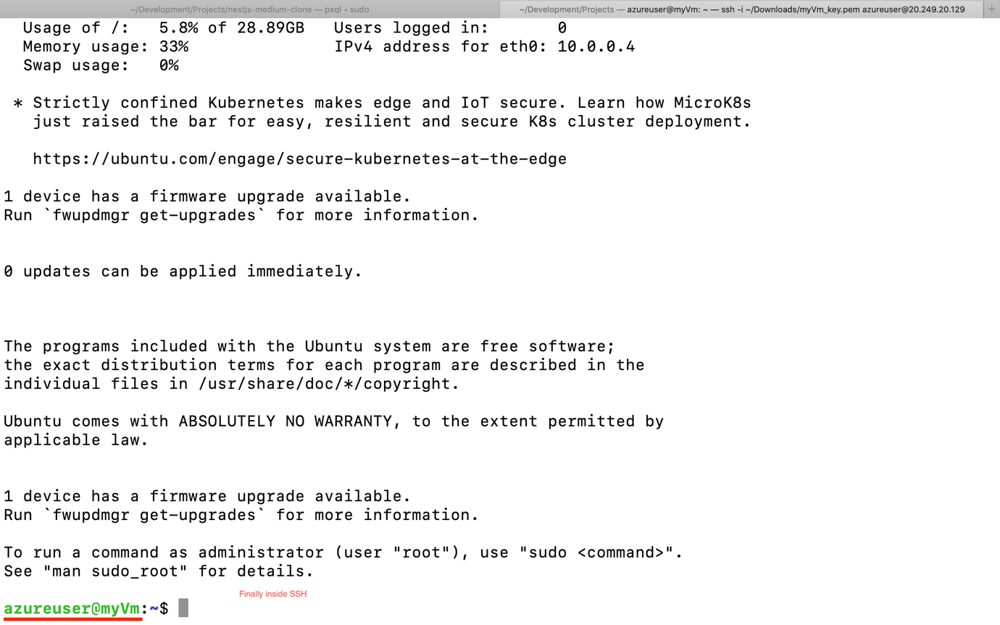 ~/Development/Projects/nestjs-medium-clone — psql • sudo
~/Development/Projects — azureuser@myVm: ~ — ssh -i ~/Downloads/myVm_key.pem azureuser@20.249.20.129 +
Usage of /:   5.8% of 28.89GB   Users logged in:       0
Memory usage: 33%               IPv4 address for eth0: 10.0.0.4
Swap usage:   0%
* Strictly confined Kubernetes makes edge and IoT secure. Learn how MicroK8s
just raised the bar for easy, resilient and secure K8s cluster deployment.
https://ubuntu.com/engage/secure-kubernetes-at-the-edge
1 device has a firmware upgrade available.
Run `fwupdmgr get-upgrades` for more information.
0 updates can be applied immediately.
The programs included with the Ubuntu system are free software;
the exact distribution terms for each program are described in the
individual files in /usr/share/doc/*/copyright.
Ubuntu comes with ABSOLUTELY NO WARRANTY, to the extent permitted by
applicable law.
1 device has a firmware upgrade available.
Run `fwupdmgr get-upgrades` for more information.
To run a command as administrator (user "root"), use "sudo <command>".
See "man sudo_root" for details.
Finally inside SSH
azureuser@myVm:~$